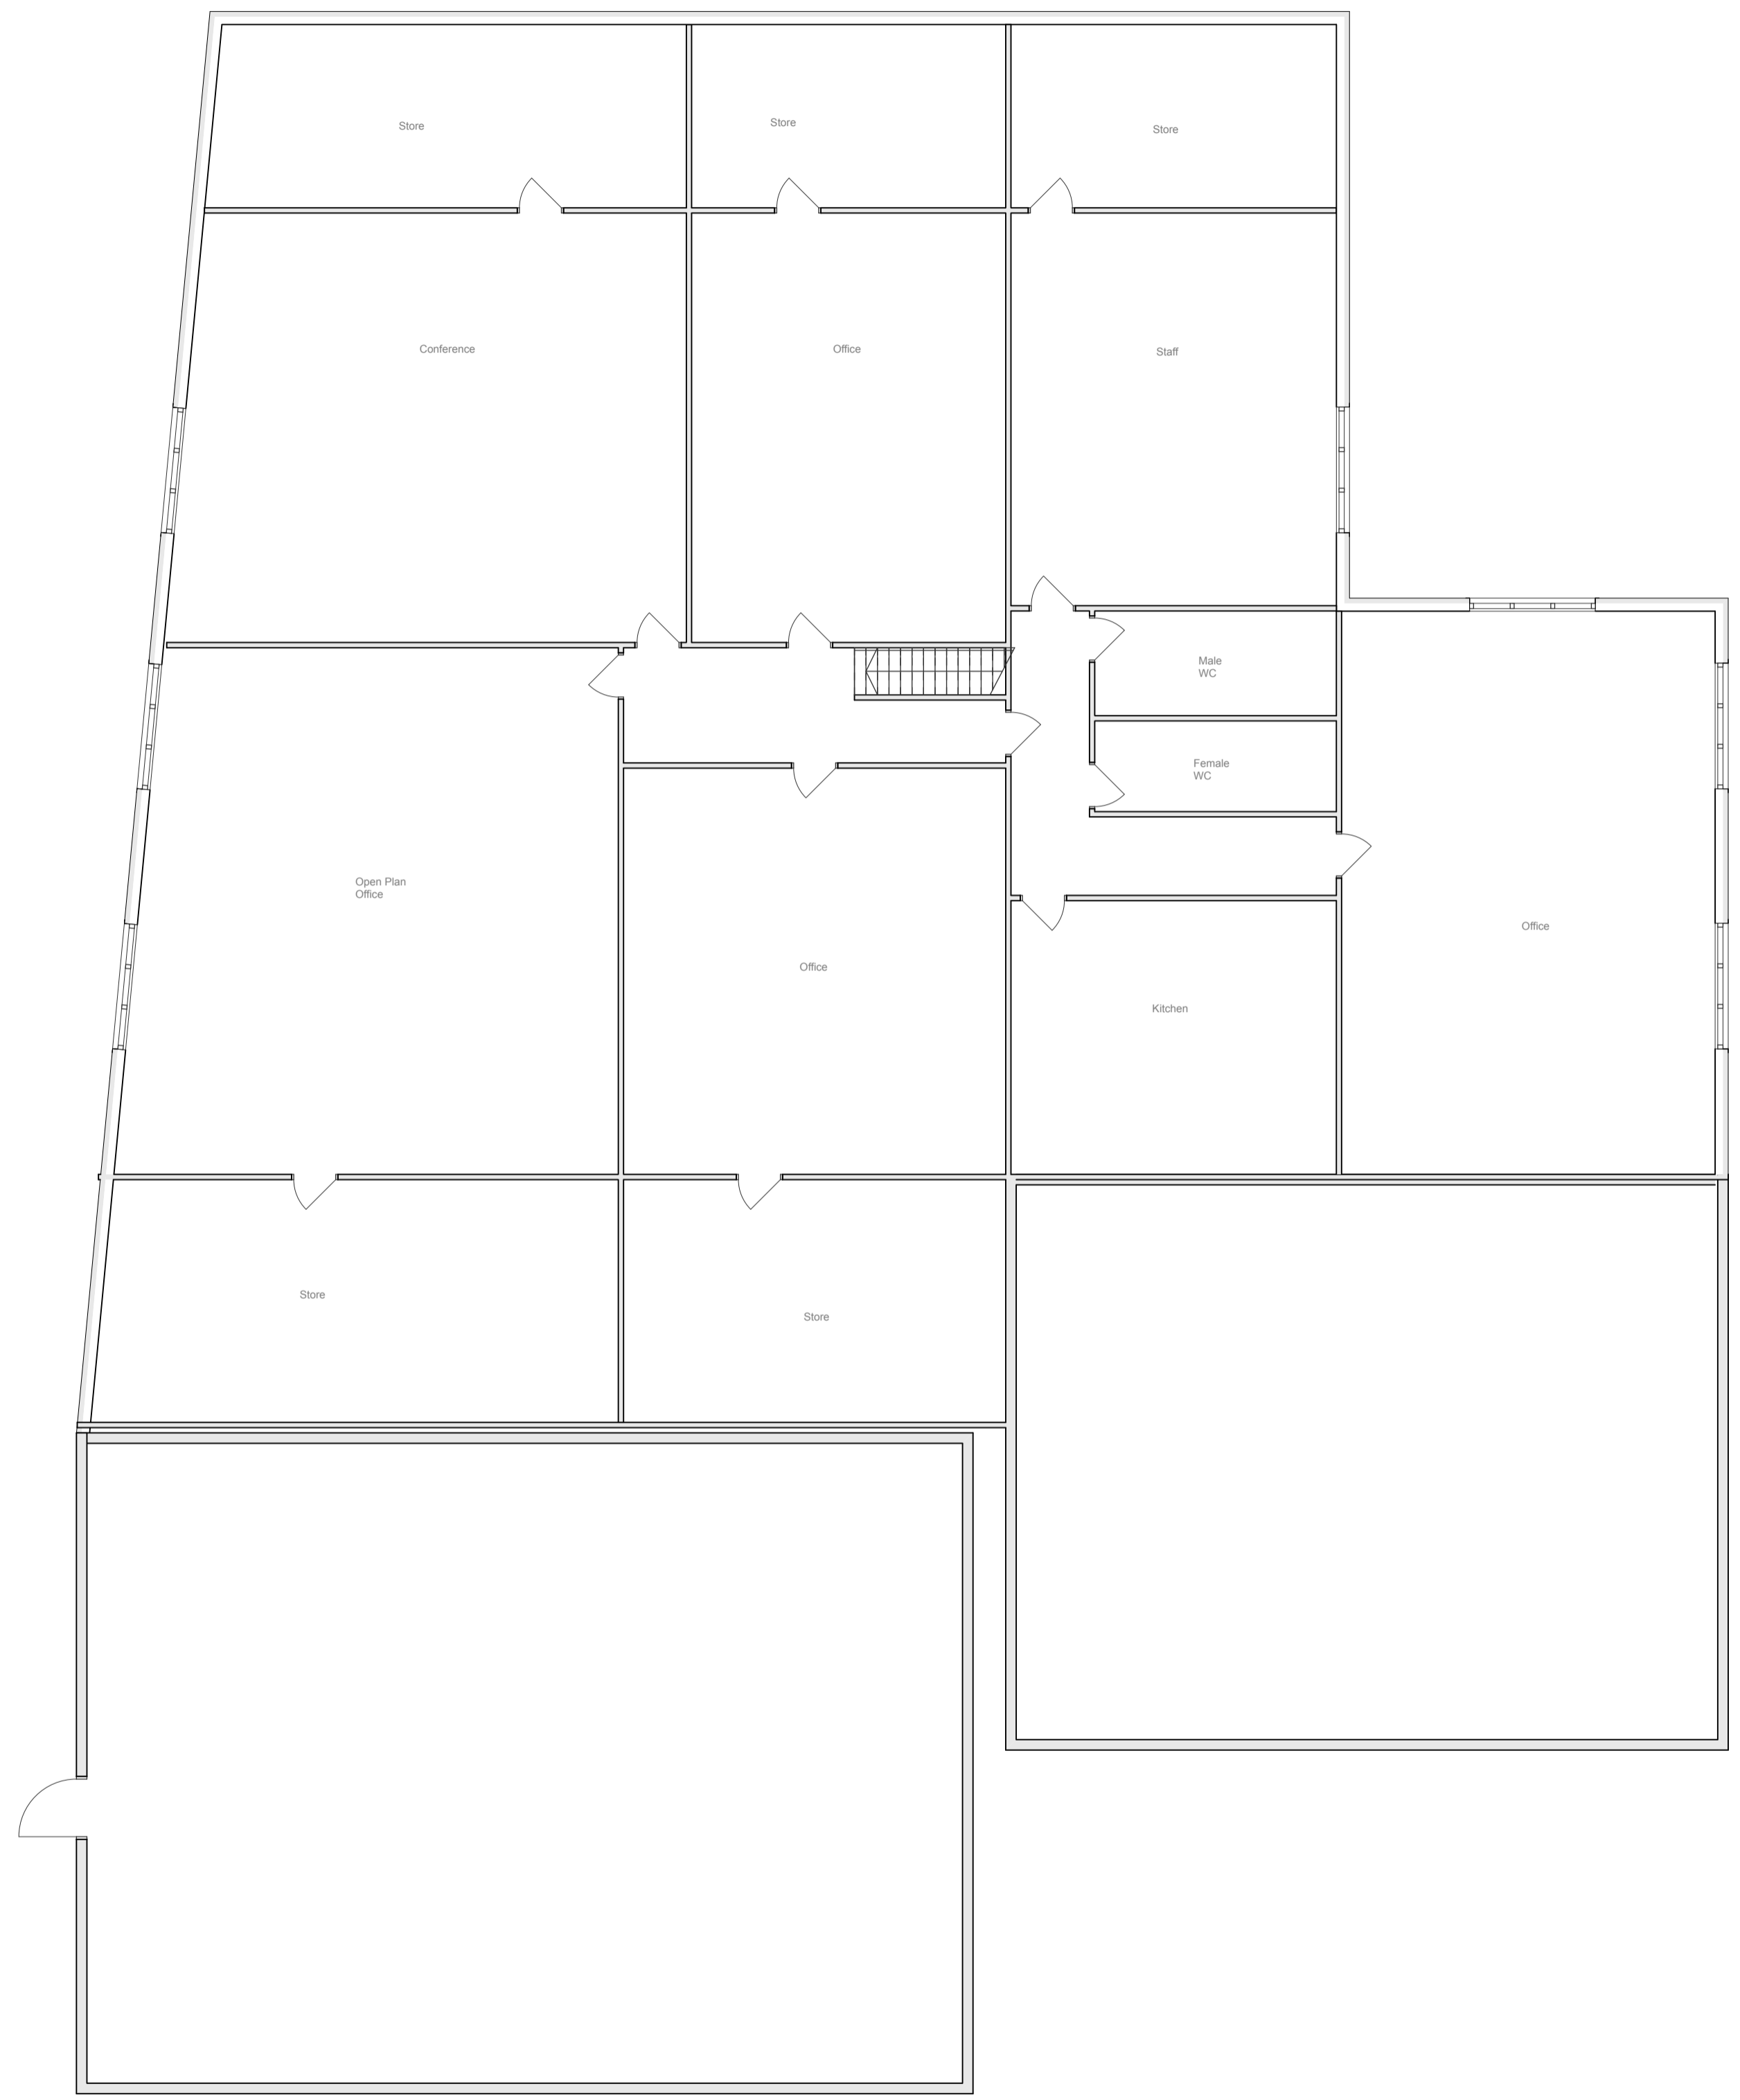 Store
Store
Store
Conference
Office
Staff
Male
WC
Female
WC
Open Plan
Office
Office
Office
Kitchen
Store
Store